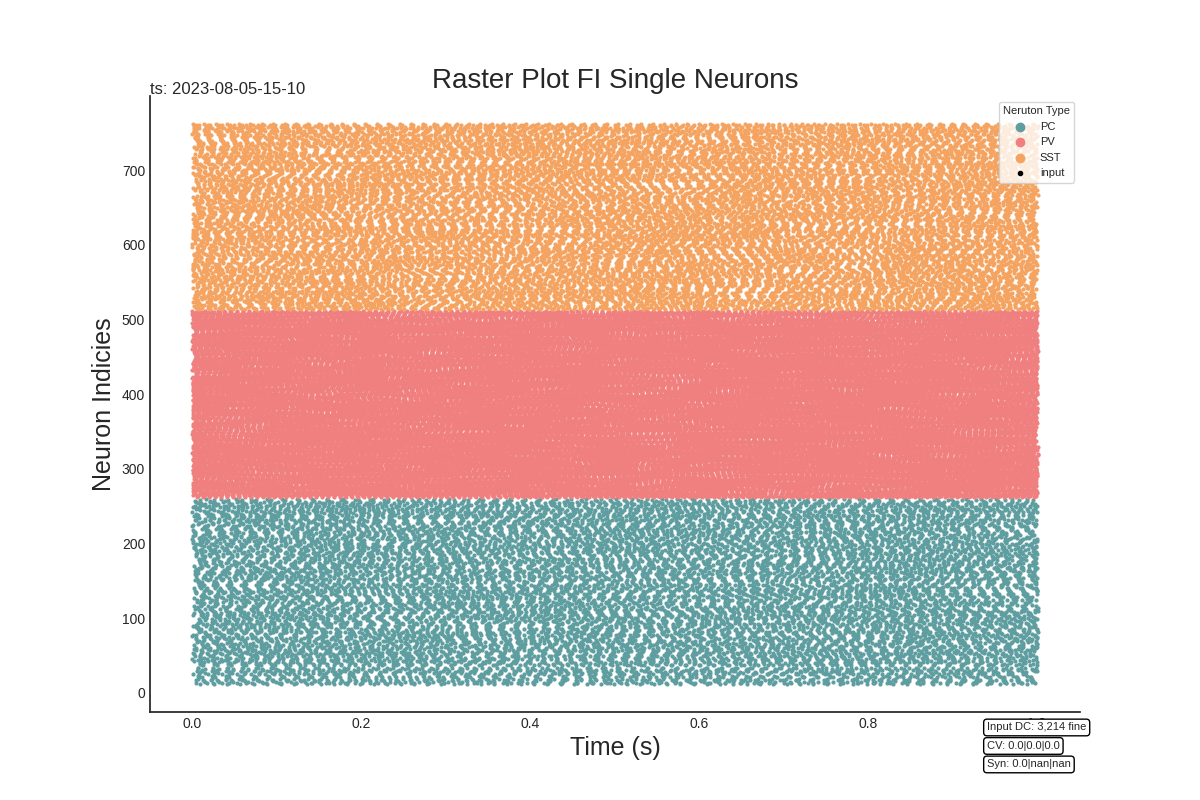 Raster Plot FI Single Neurons
ts: 2023-08-05-15-10
Neruton Type
PC
PV
SST
input
Neuron Indicies
700
600
500
400
300
200
100
0
0.0
0.2
0.4
0.6
0.8
Time (s)
Input DC: 3,214 fine
CV: 0.0|0.0|0.0
Syn: 0.0|nan|nan